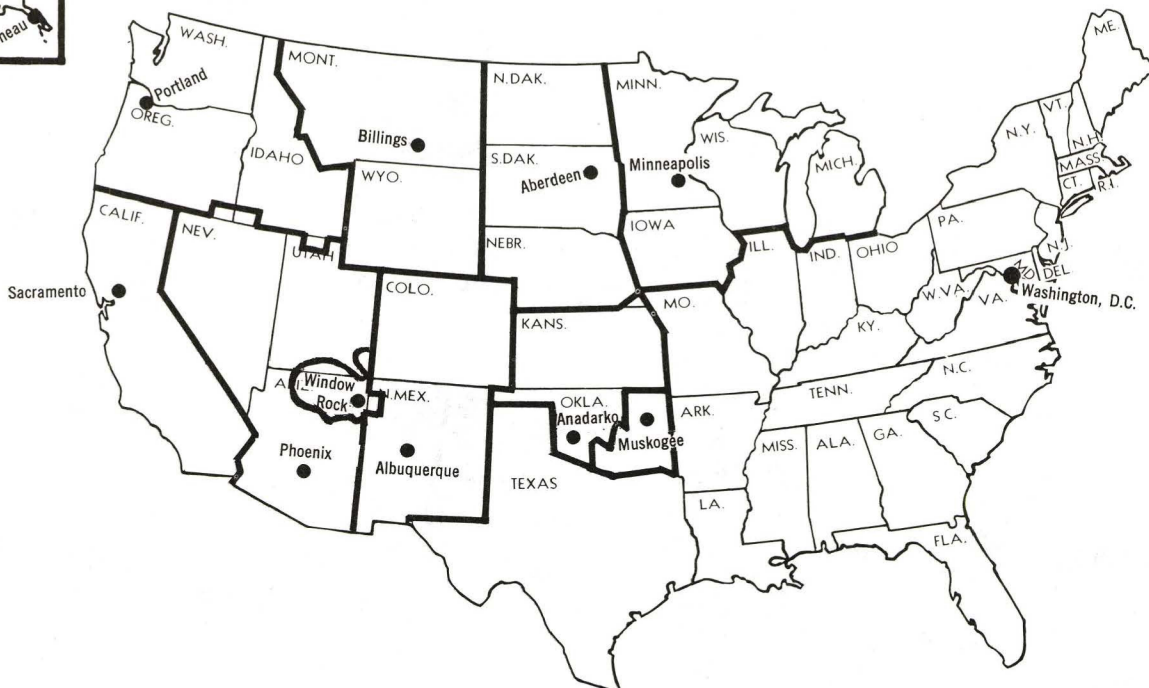 neau
WASH.
Portland
OREG.
IDAHO
MONT.
Billings
WYO.
N.DAK.
S.DAK.
Aberdeen
NEBR.
MINN.
Minneapolis
WIS.
MICH.
IOWA
ILL.
IND.
OHIO
PA.
N.Y.
VT.
N.H.
ME.
MASS.
CT.
R.I.
N.J.
DEL.
MD.
Washington, D.C.
W.VA.
VA.
KY.
CALIF.
NEV.
UTAH
Sacramento
COLO.
KANS.
MO.
ARIZ.
Window
Rock
N.MEX.
Phoenix
Albuquerque
OKLA.
Anadarko
Muskogee
TEXAS
ARK.
LA.
TENN.
N.C.
S.C.
MISS.
ALA.
GA.
FLA.